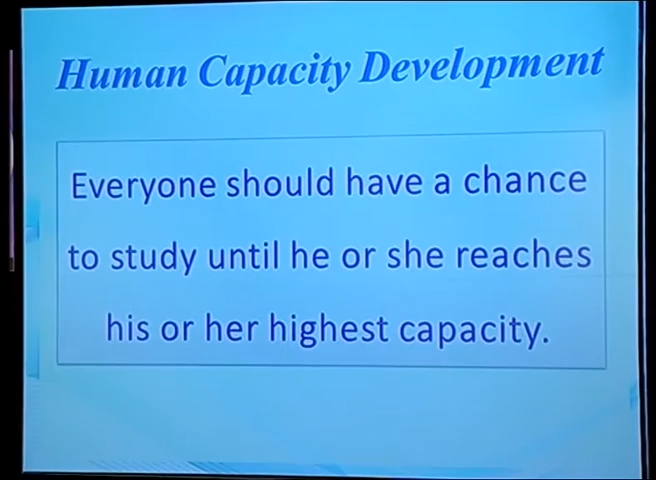 Human Capacity Development
Everyone should have a chance
to study until he or she reaches
his or her highest capacity.